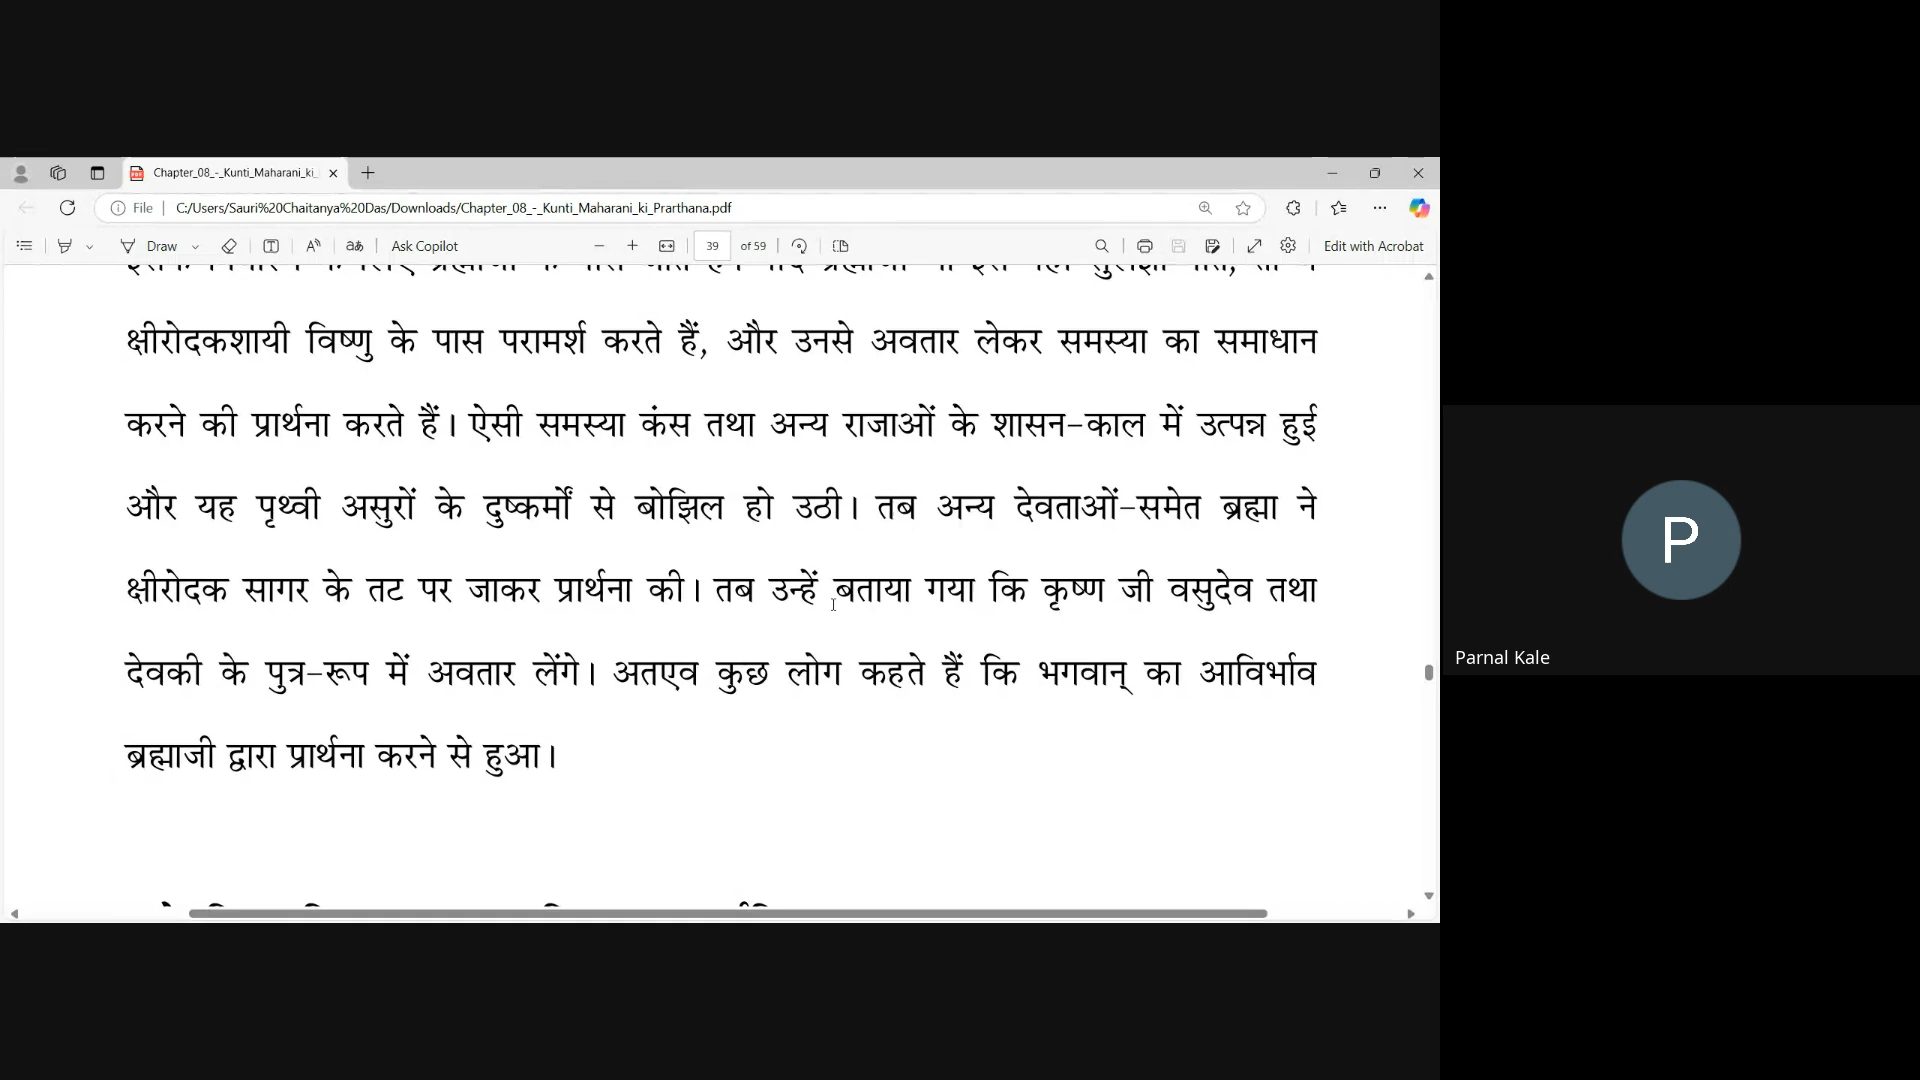 Chapter_08_-_Kunti_Maharani_ki_
File
C:/Users/Sauri%20Chaitanya%20Das/Downloads/Chapter_08_-_Kunti_Maharani_ki_Prarthana.pdf
Draw
aあ
Ask Copilot
39 of 59
Edit with Acrobat
क्षीरोदकशायी विष्णु के पास परामर्श करते हैं, और उनसे अवतार लेकर समस्या का समाधान
करने की प्रार्थना करते हैं। ऐसी समस्या कंस तथा अन्य राजाओं के शासन-काल में उत्पन्न हुई
और यह पृथ्वी असुरों के दुष्कर्मों से बोझिल हो उठी। तब अन्य देवताओं-समेत ब्रह्मा ने
क्षीरोदक सागर के तट पर जाकर प्रार्थना की। तब उन्हें बताया गया कि कृष्ण जी वसुदेव तथा
देवकी के पुत्र-रूप में अवतार लेंगे। अतएव कुछ लोग कहते हैं कि भगवान् का आविर्भाव
ब्रह्माजी द्वारा प्रार्थना करने से हुआ।
P
Parnal Kale